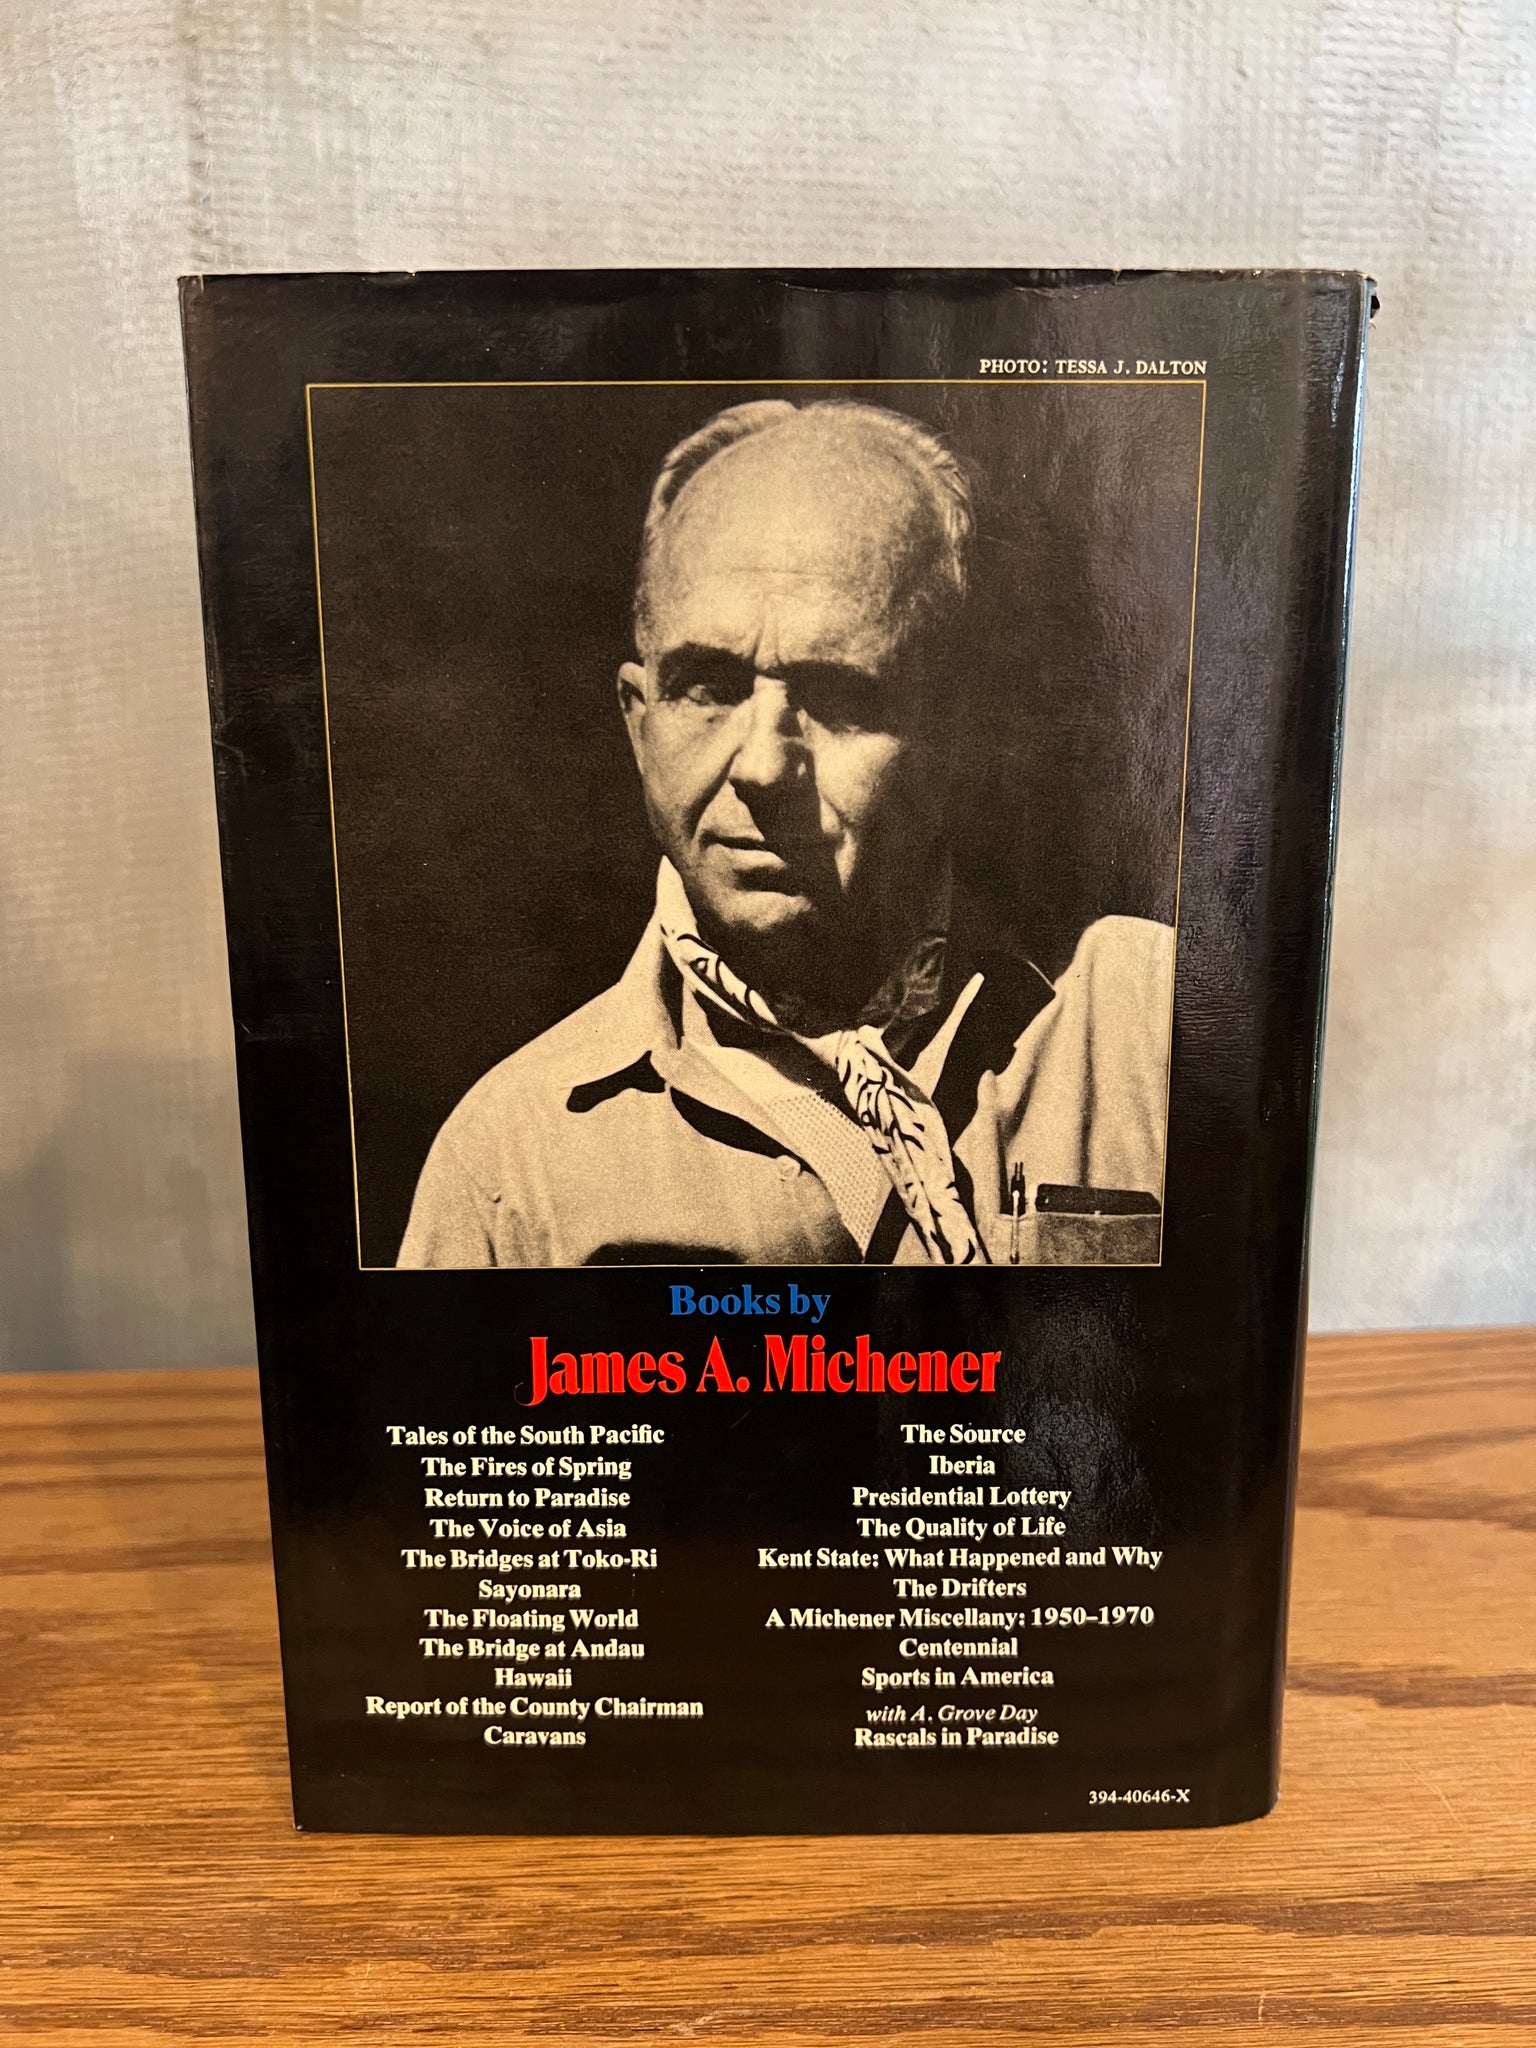 PHOTO: TESSA J. DALTON
Books by
James A. Michener
Tales of the South Pacific
The Fires of Spring
Return to Paradise
The Voice of Asia
The Bridges at Toko-Ri
Sayonara
The Floating World
The Bridge at Andau
Hawaii
Report of the County Chairman
Caravans
The Source
Iberia
Presidential Lottery
The Quality of Life
Kent State: What Happened and Why
The Drifters
A Michener Miscellany: 1950–1970
Centennial
Sports in America
with A. Grove Day
Rascals in Paradise
394-40646-X